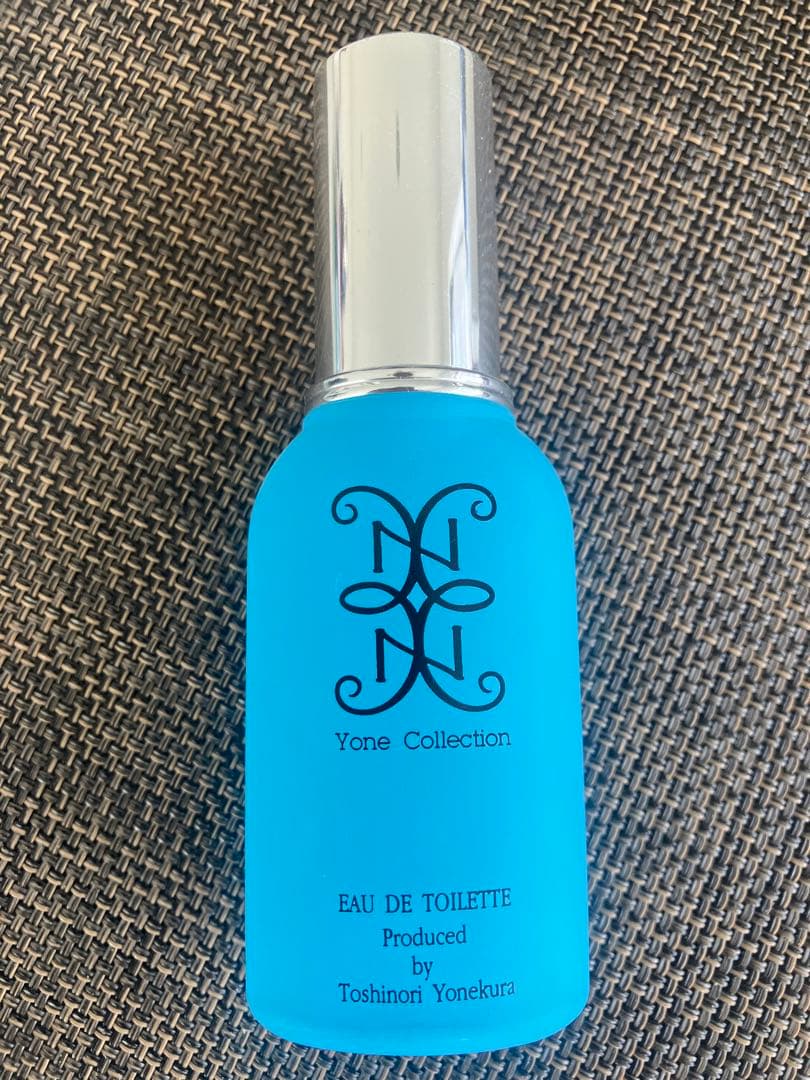 N N
N N
Yone Collection
EAU DE TOILETTE
Produced
by
Toshinori Yonekura